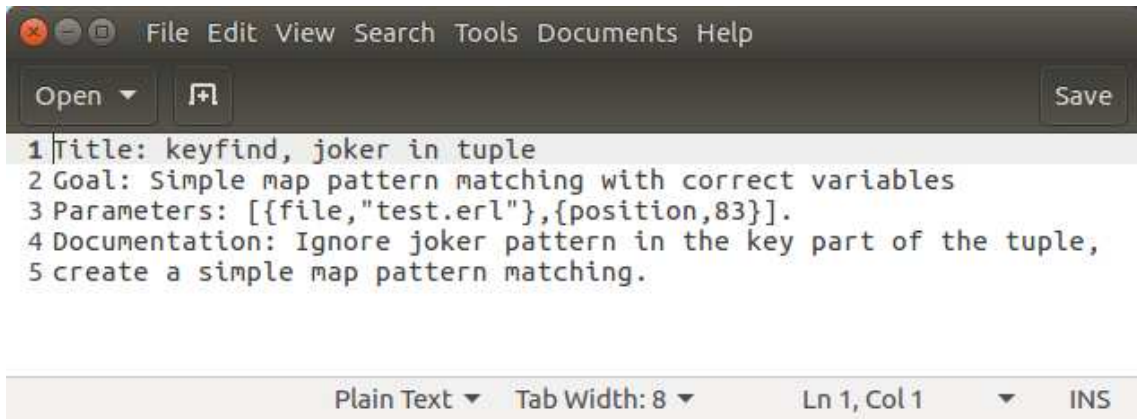 File Edit View Search Tools Documents Help
Open Save
1 Title: keyfind, joker in tuple
2 Goal: Simple map pattern matching with correct variables
3 Parameters: [{file,"test.erl"},{position,83}].
4 Documentation: Ignore joker pattern in the key part of the tuple,
5 create a simple map pattern matching.
Plain Text Tab Width: 8 Ln 1, Col 1 INS